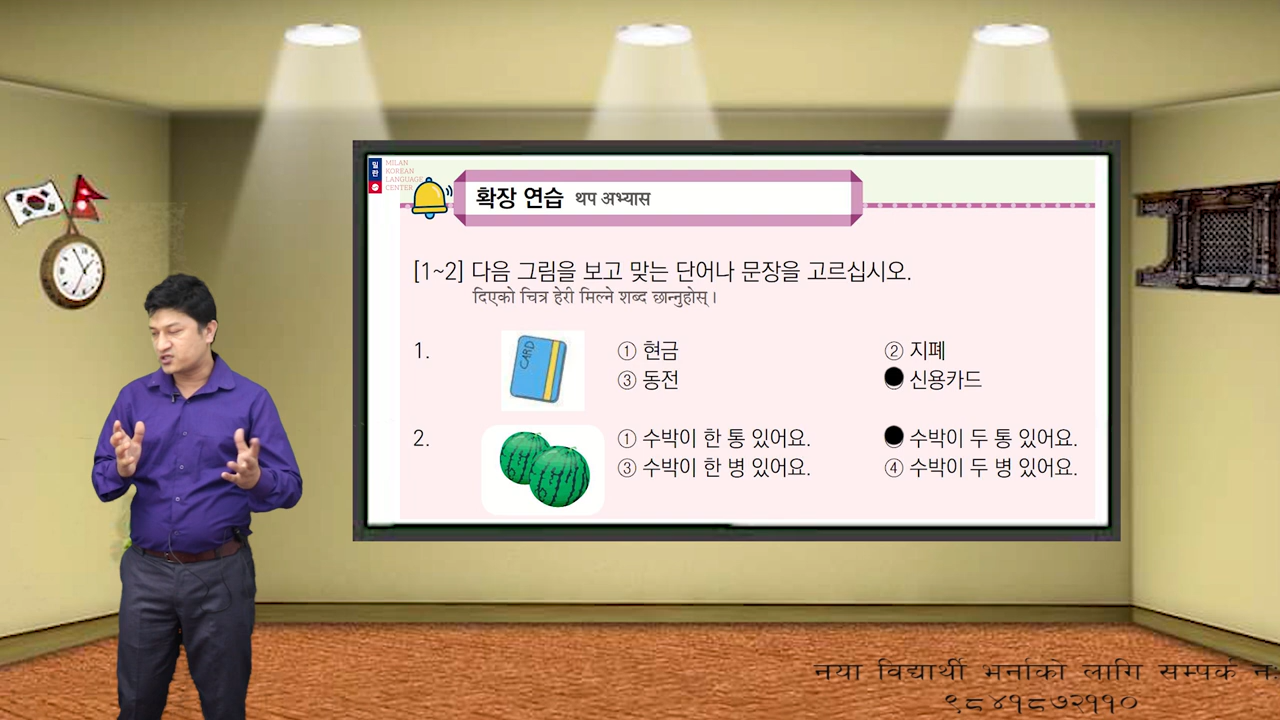 밀란
MILAN
KOREAN
LANGUAGE
CENTER
확장 연습 थप अभ्यास
[1~2] 다음 그림을 보고 맞는 단어나 문장을 고르십시오.
दिएको चित्र हेरी मिल्ने शब्द छान्नुहोस् ।
1.
CARD
① 현금
② 지폐
③ 동전
● 신용카드
2.
① 수박이 한 통 있어요.
● 수박이 두 통 있어요.
③ 수박이 한 병 있어요.
④ 수박이 두 병 있어요.
नया विद्यार्थी भर्नाको लागि सम्पर्क नः
९८४१८७२११०